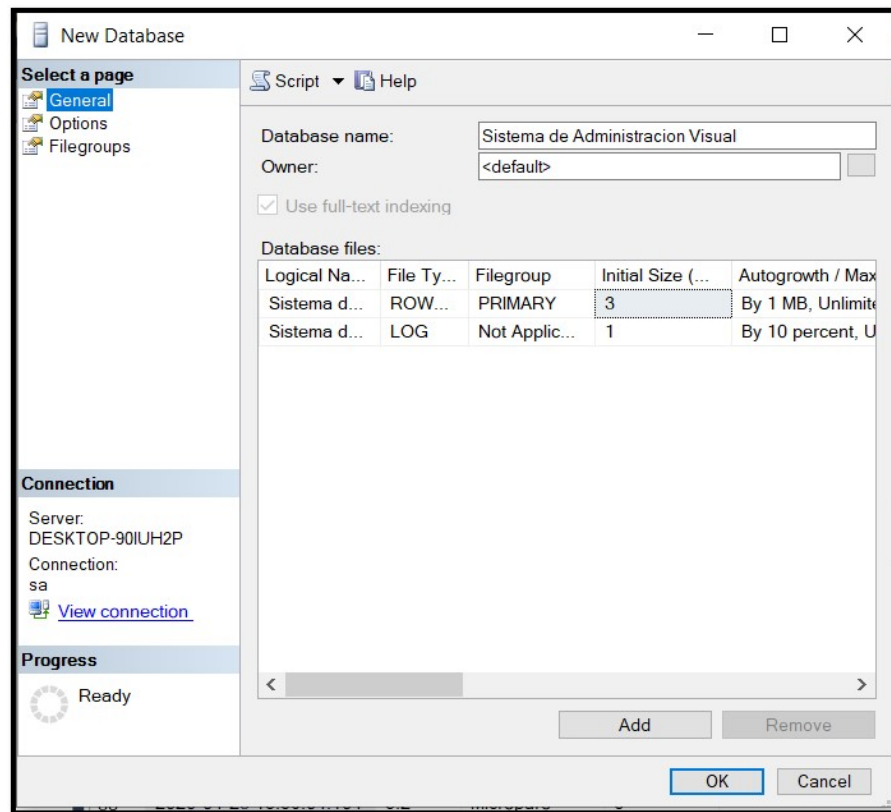 New Database
Select a page
General
Options
Filegroups
Script Help
Database name: Sistema de Administracion Visual
Owner: <default>
Use full-text indexing
Database files:
Logical Na... File Ty... Filegroup Initial Size (... Autogrowth / Max
Sistema d... ROW... PRIMARY 3 By 1 MB, Unlimite
Sistema d... LOG Not Applic... 1 By 10 percent, U
Connection
Server:
DESKTOP-90IUH2P
Connection:
sa
View connection
Progress
Ready
Add Remove
OK Cancel